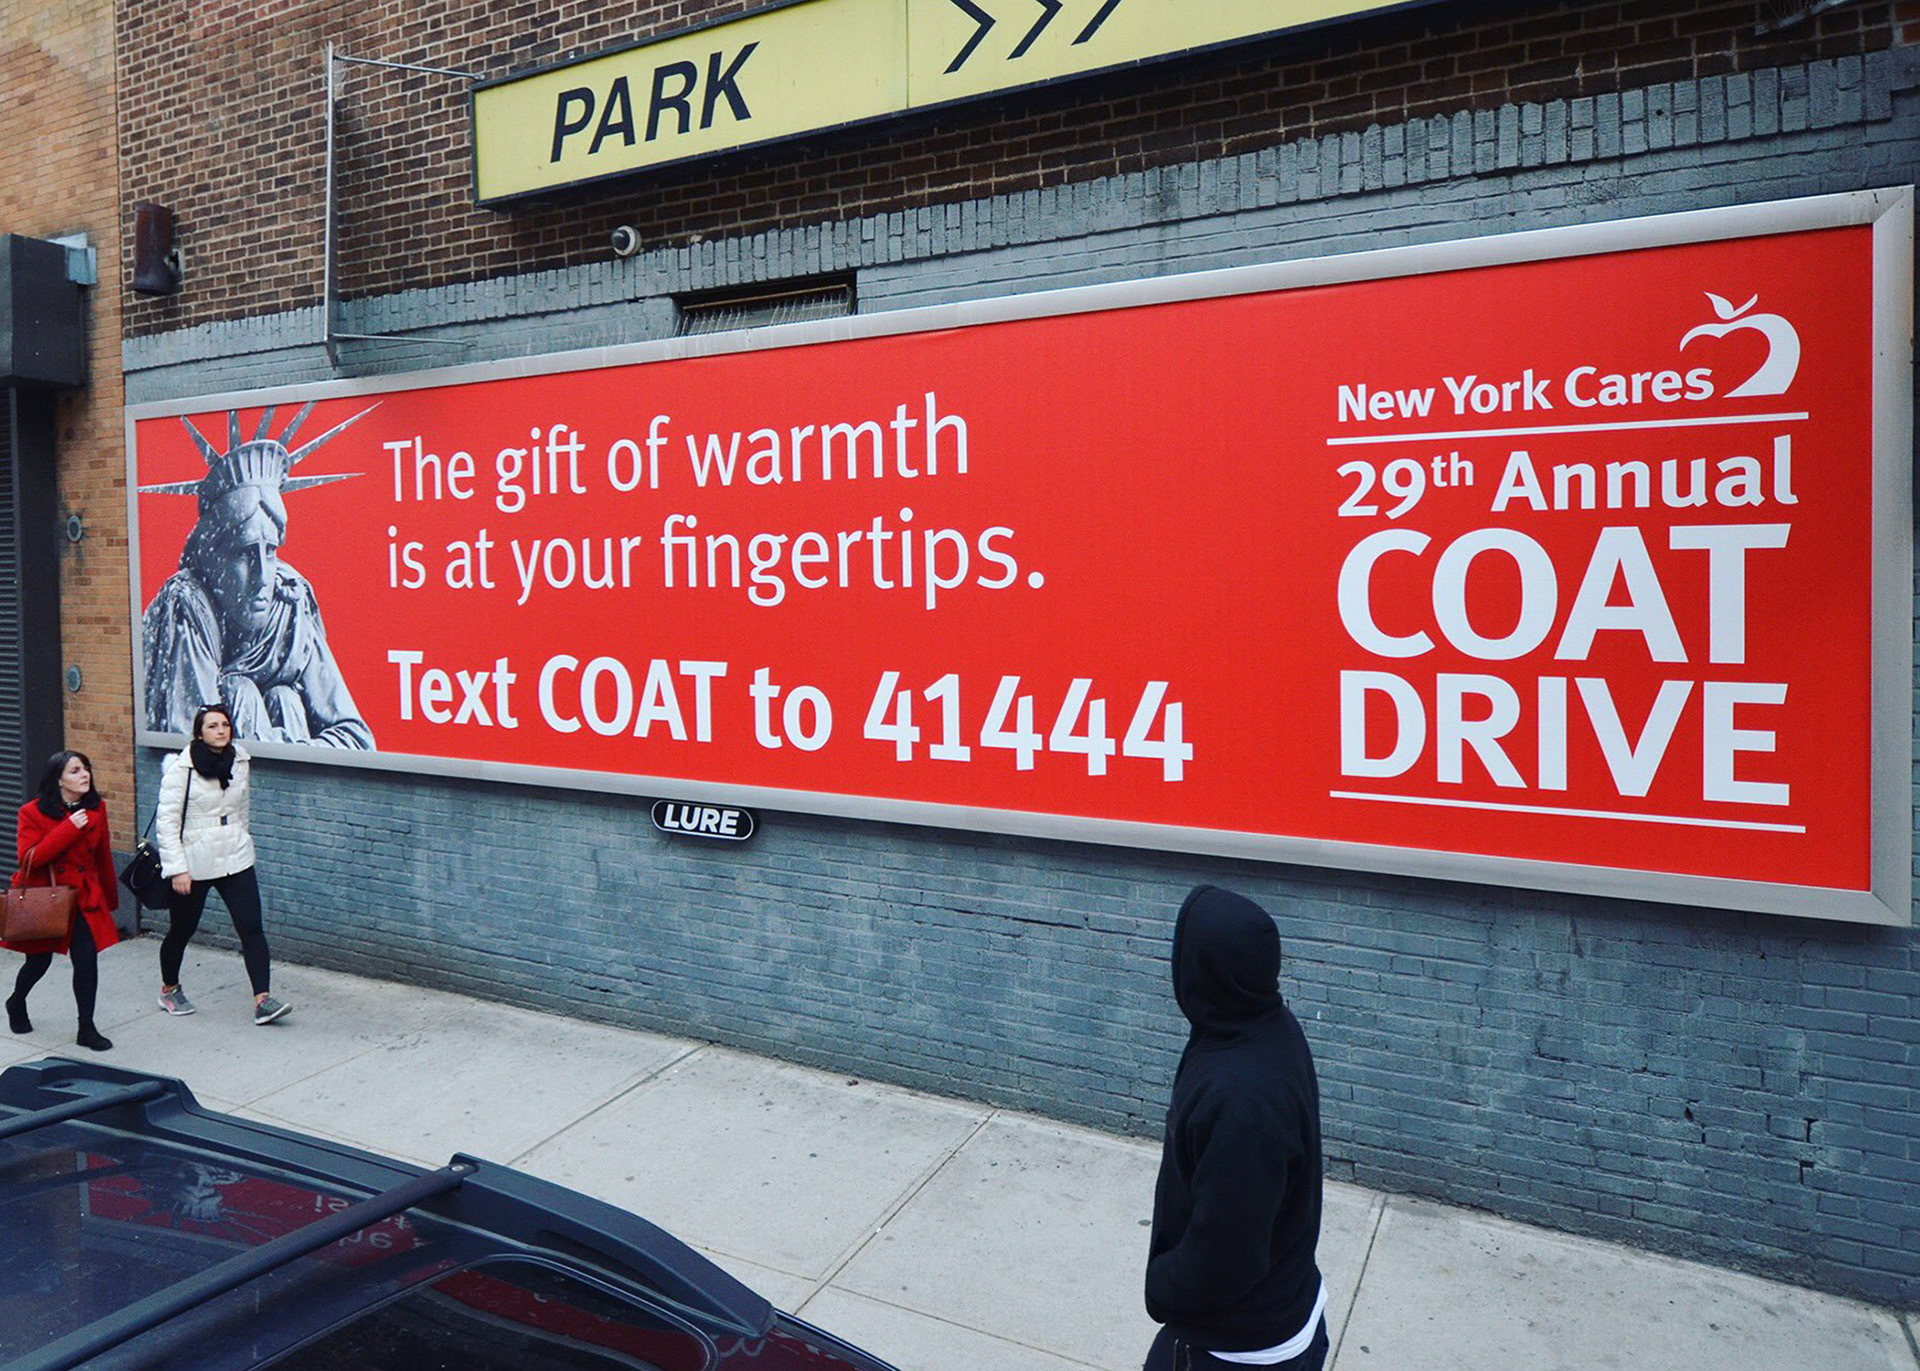 PARK >>>
The gift of warmth
is at your fingertips.
Text COAT to 41444
New York Cares
29th Annual
COAT
DRIVE
LURE